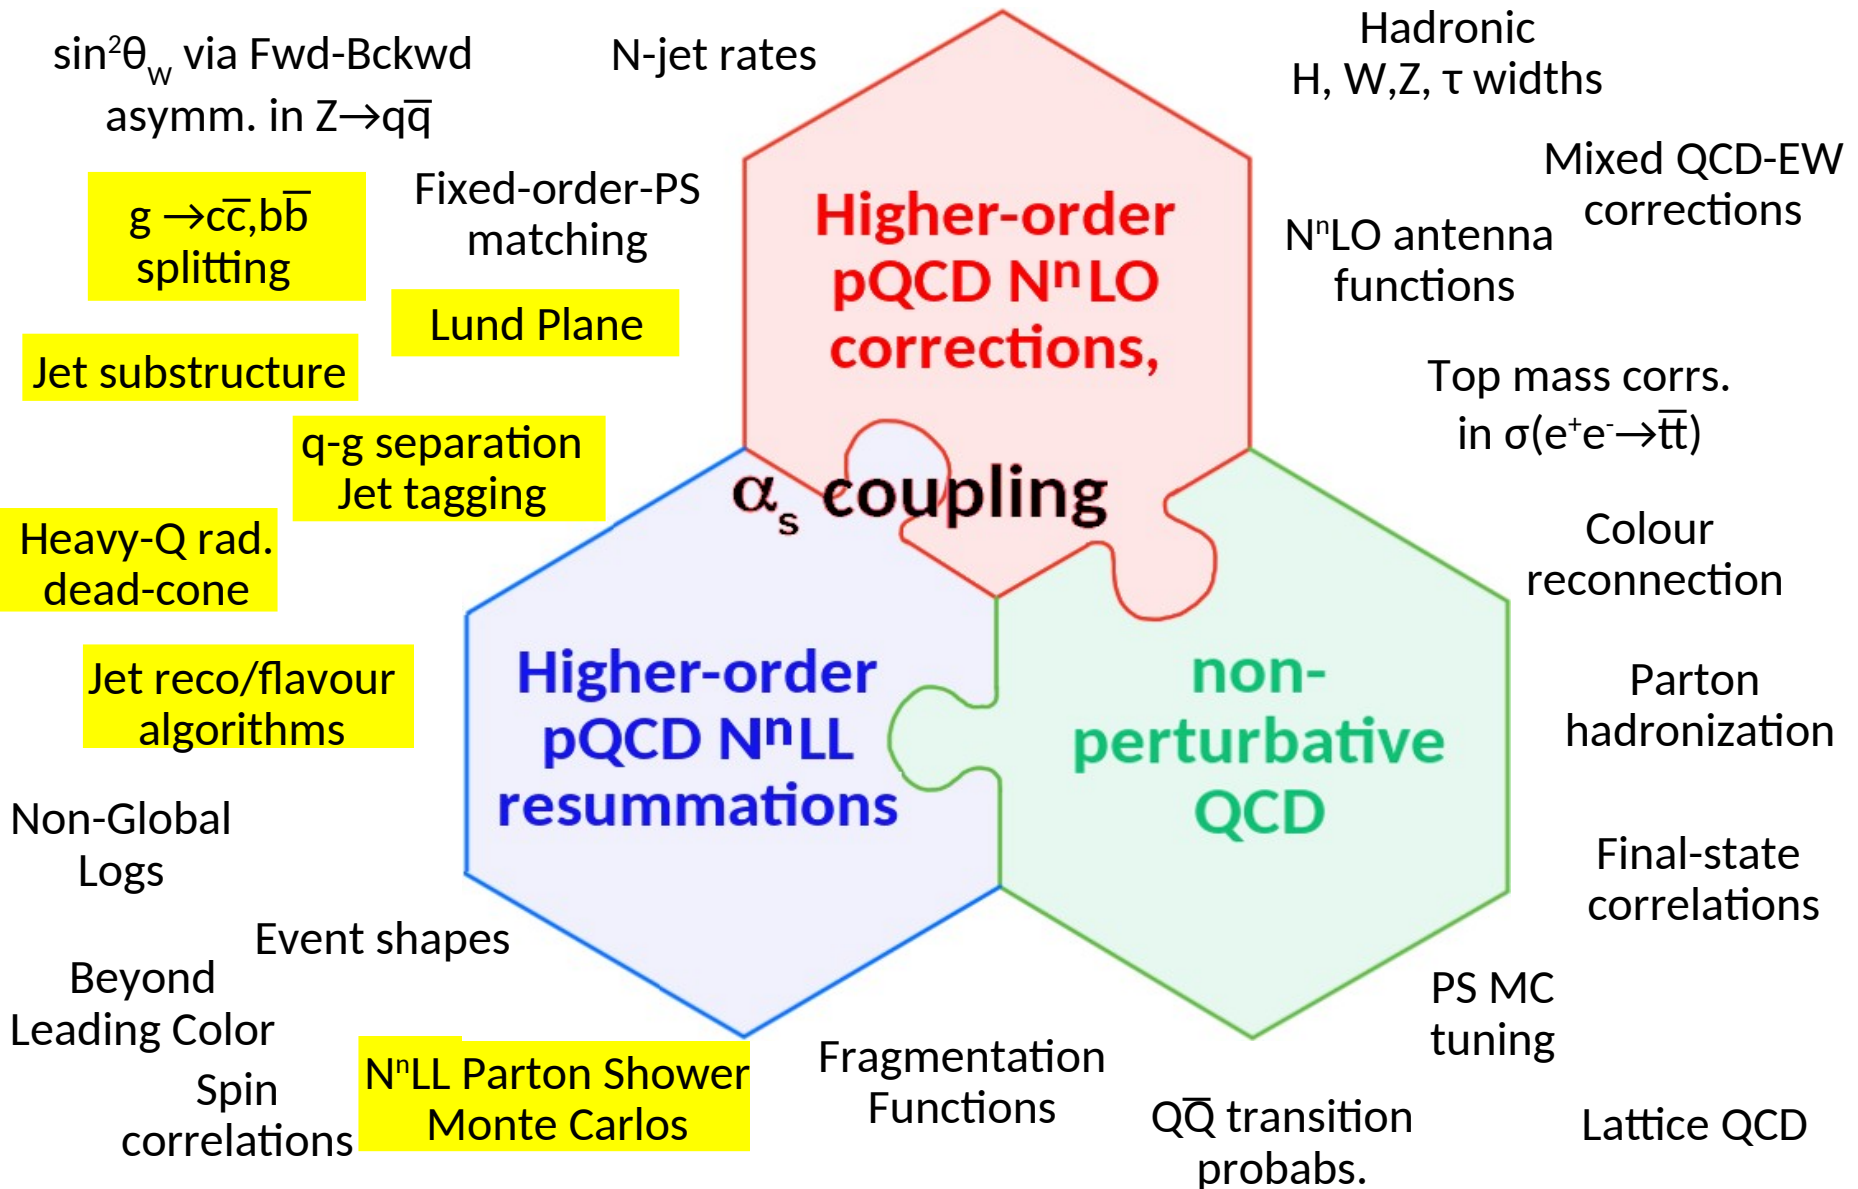 sin²θ_W via Fwd-Bckwd
asymm. in Z→qq̅
N-jet rates
Hadronic
H, W,Z, τ widths
Mixed QCD-EW
corrections
g →cc̅,bb̅
splitting
Fixed-order-PS
matching
NⁿLO antenna
functions
Higher-order
pQCD NⁿLO
corrections,
Lund Plane
Jet substructure
Top mass corrs.
in σ(e⁺e⁻→tt̅)
q-g separation
Jet tagging
αₛ coupling
Heavy-Q rad.
dead-cone
Colour
reconnection
Jet reco/flavour
algorithms
Higher-order
pQCD NⁿLL
resummations
non-
perturbative
QCD
Parton
hadronization
Non-Global
Logs
Final-state
correlations
Event shapes
Beyond
Leading Color
PS MC
tuning
Spin
correlations
NⁿLL Parton Shower
Monte Carlos
Fragmentation
Functions
QQ̅ transition
probabs.
Lattice QCD